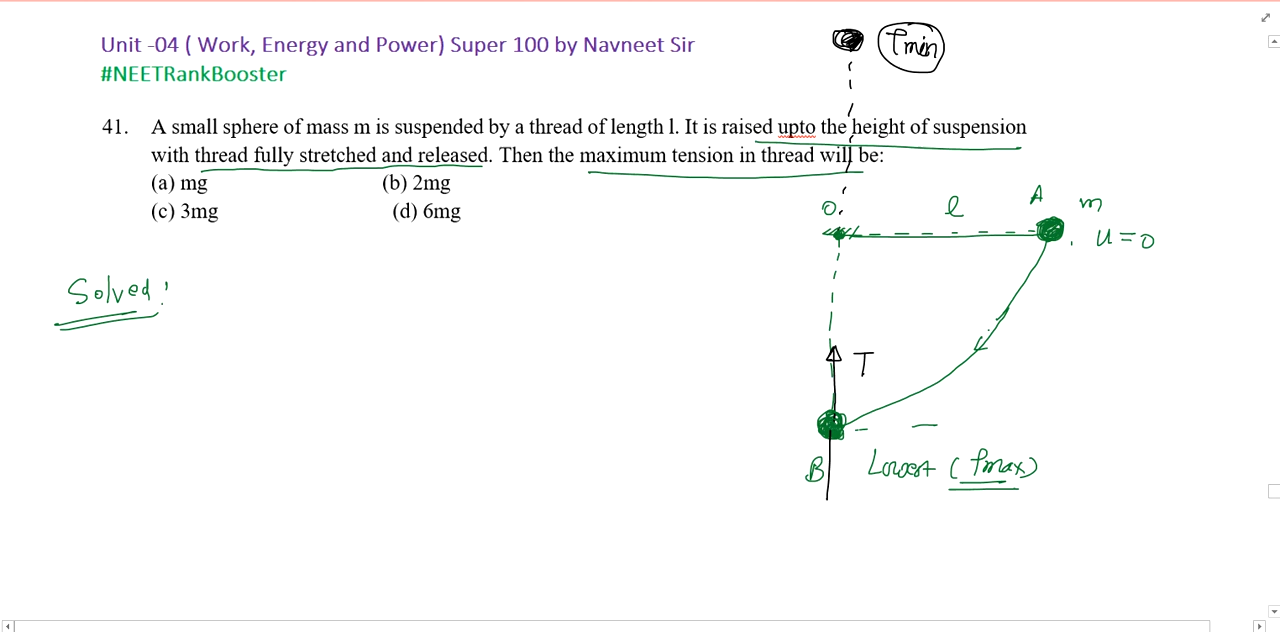 Unit -04 ( Work, Energy and Power) Super 100 by Navneet Sir
#NEETRankBooster
Tmin
41. A small sphere of mass m is suspended by a thread of length l. It is raised upto the height of suspension
with thread fully stretched and released. Then the maximum tension in thread will be:
(a) mg (b) 2mg
(c) 3mg (d) 6mg
O. l A m
u=0
Solved:
T
B Lowest (Tmax)